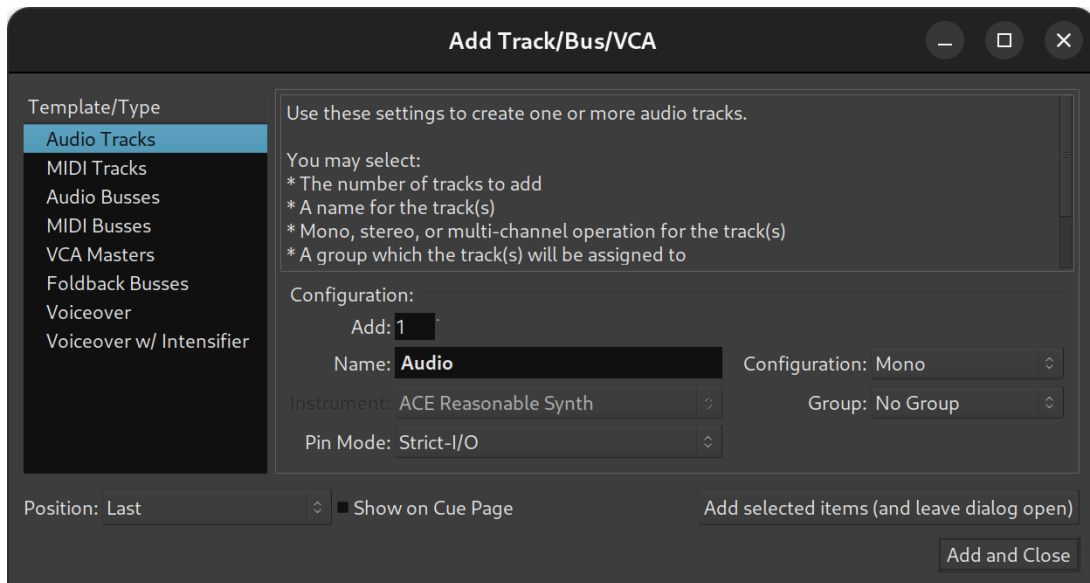 Add Track/Bus/VCA
Template/Type
Audio Tracks
MIDI Tracks
Audio Busses
MIDI Busses
VCA Masters
Foldback Busses
Voiceover
Voiceover w/ Intensifier
Use these settings to create one or more audio tracks.
You may select:
* The number of tracks to add
* A name for the track(s)
* Mono, stereo, or multi-channel operation for the track(s)
* A group which the track(s) will be assigned to
Configuration:
Add: 1
Name: Audio
Configuration: Mono
Instrument: ACE Reasonable Synth
Group: No Group
Pin Mode: Strict-I/O
Position: Last
Show on Cue Page
Add selected items (and leave dialog open)
Add and Close